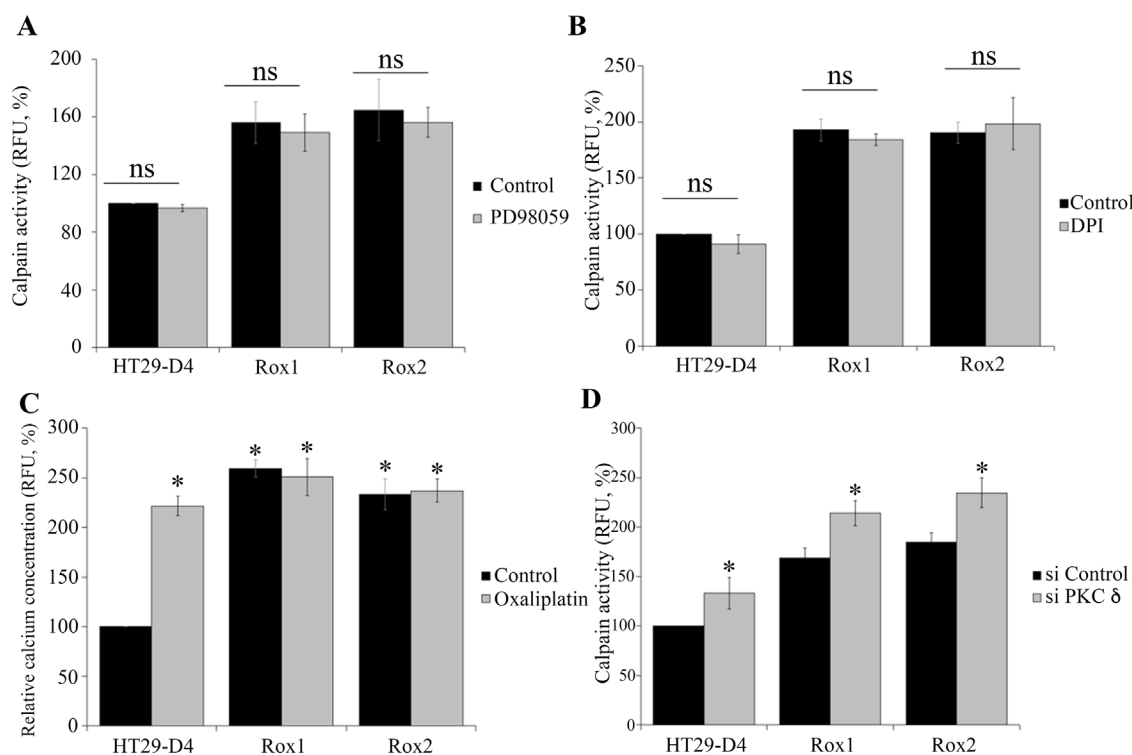 A
Calpain activity (RFU, %)
200
160
120
80
40
0
ns
ns
ns
Control
PD98059
HT29-D4
Rox1
Rox2
B
Calpain activity (RFU, %)
250
200
150
100
50
0
ns
ns
ns
Control
DPI
HT29-D4
Rox1
Rox2
C
Relative calcium concentration (RFU, %)
300
250
200
150
100
50
0
*
*
*
*
*
Control
Oxaliplatin
HT29-D4
Rox1
Rox2
D
Calpain activity (RFU, %)
300
250
200
150
100
50
0
*
*
*
si Control
si PKC δ
HT29-D4
Rox1
Rox2